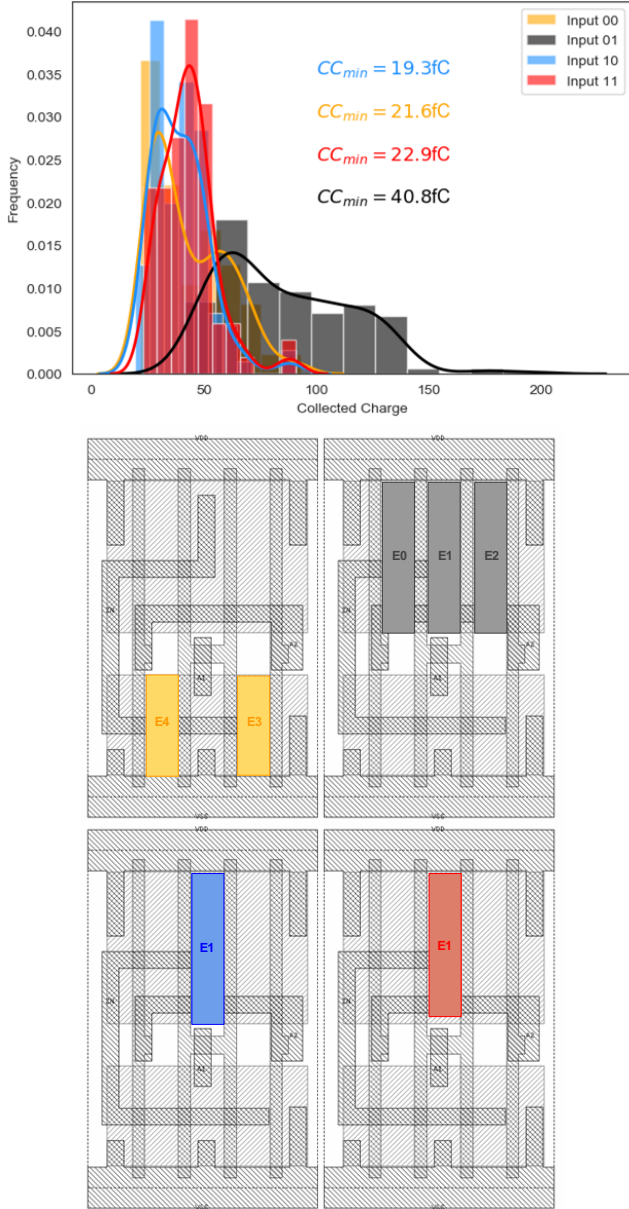 0.040
0.035
0.030
0.025
0.020
0.015
0.010
0.005
0.000
Frequency
0
50
100
150
200
Collected Charge
Input 00
Input 01
Input 10
Input 11
CCmin = 19.3fC
CCmin = 21.6fC
CCmin = 22.9fC
CCmin = 40.8fC
VDD
ZN
A2
A1
E4
E3
VSS
VDD
E0
E1
E2
ZN
A2
A1
VSS
VDD
E1
ZN
A2
A1
VSS
VDD
E1
ZN
A2
A1
VSS